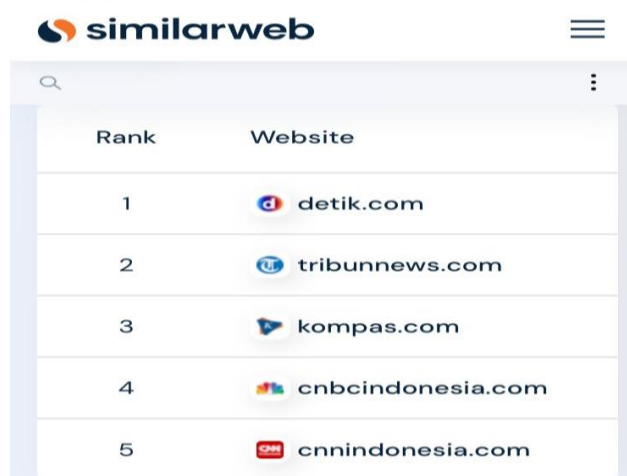 similarweb
Rank Website
1 detik.com
2 tribunnews.com
3 kompas.com
4 cnbcindonesia.com
5 cnnindonesia.com